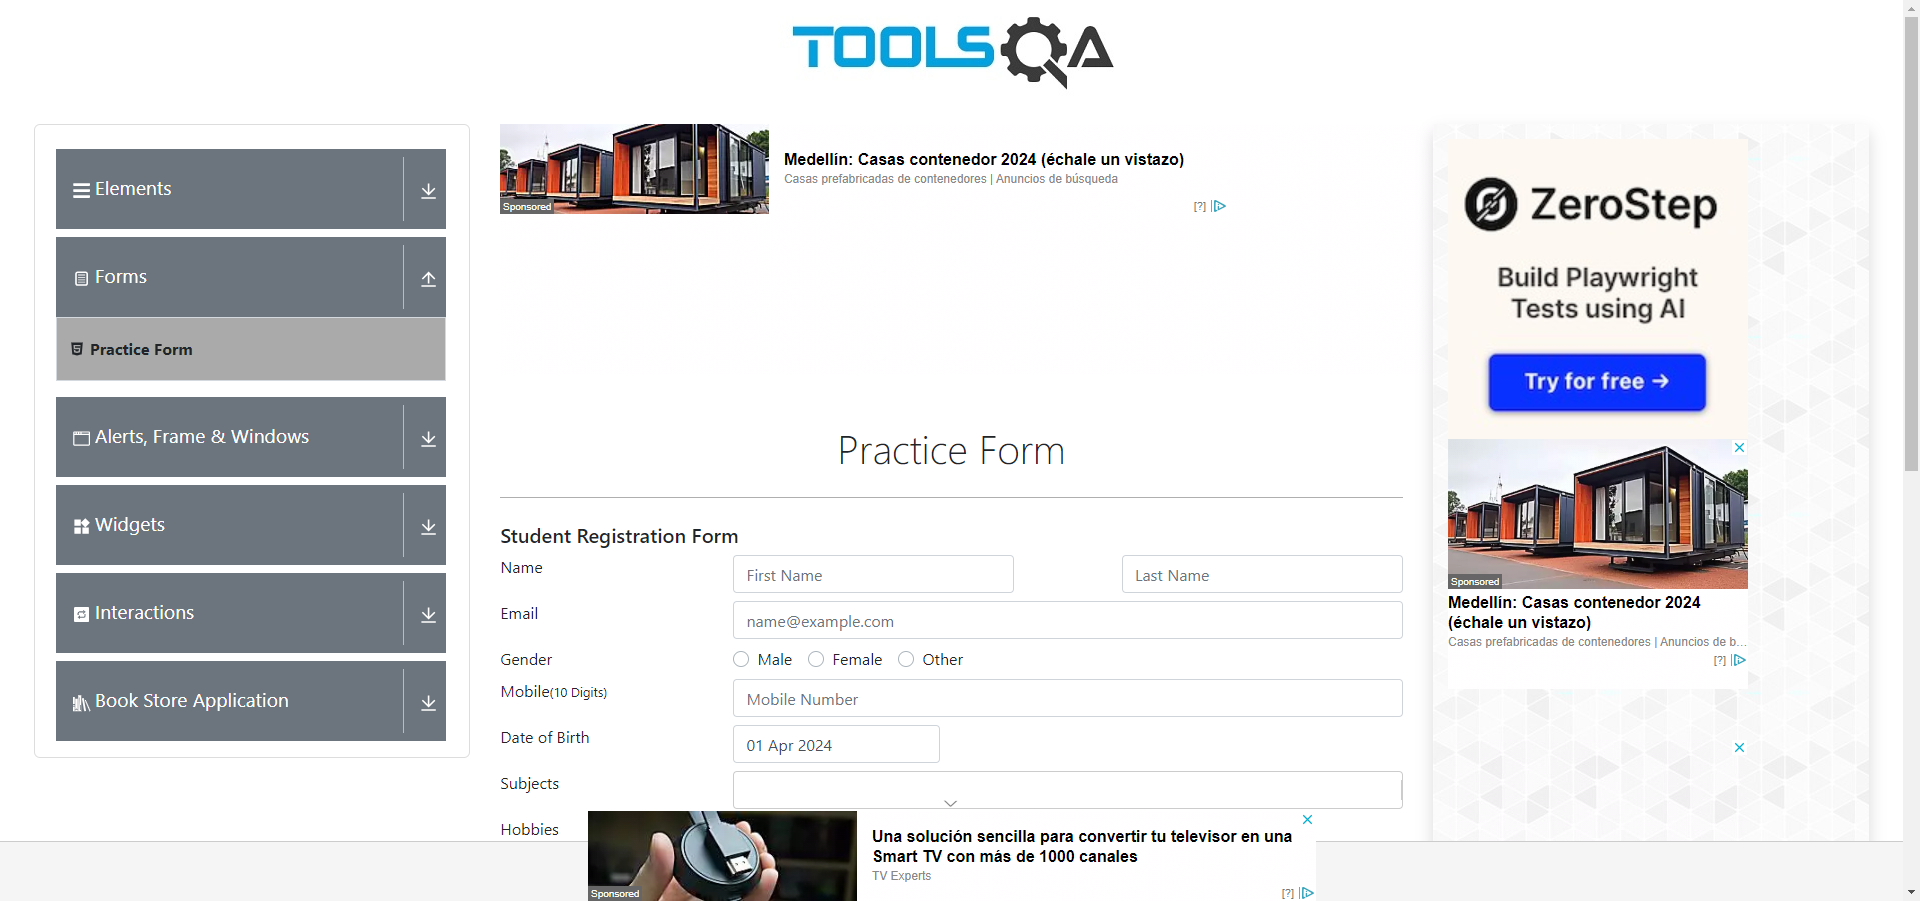 TOOLSQA
Elements
Forms
Practice Form
Alerts, Frame & Windows
Widgets
Interactions
Book Store Application
Sponsored
Medellín: Casas contenedor 2024 (échale un vistazo)
Casas prefabricadas de contenedores | Anuncios de búsqueda
[?]
Practice Form
Student Registration Form
Name
First Name
Last Name
Email
name@example.com
Gender
Male
Female
Other
Mobile(10 Digits)
Mobile Number
Date of Birth
01 Apr 2024
Subjects
Hobbies
ZeroStep
Build Playwright
Tests using AI
Try for free →
Sponsored
Medellín: Casas contenedor 2024
(échale un vistazo)
Casas prefabricadas de contenedores | Anuncios de b...
[?]
Sponsored
Una solución sencilla para convertir tu televisor en una
Smart TV con más de 1000 canales
TV Experts
[?]